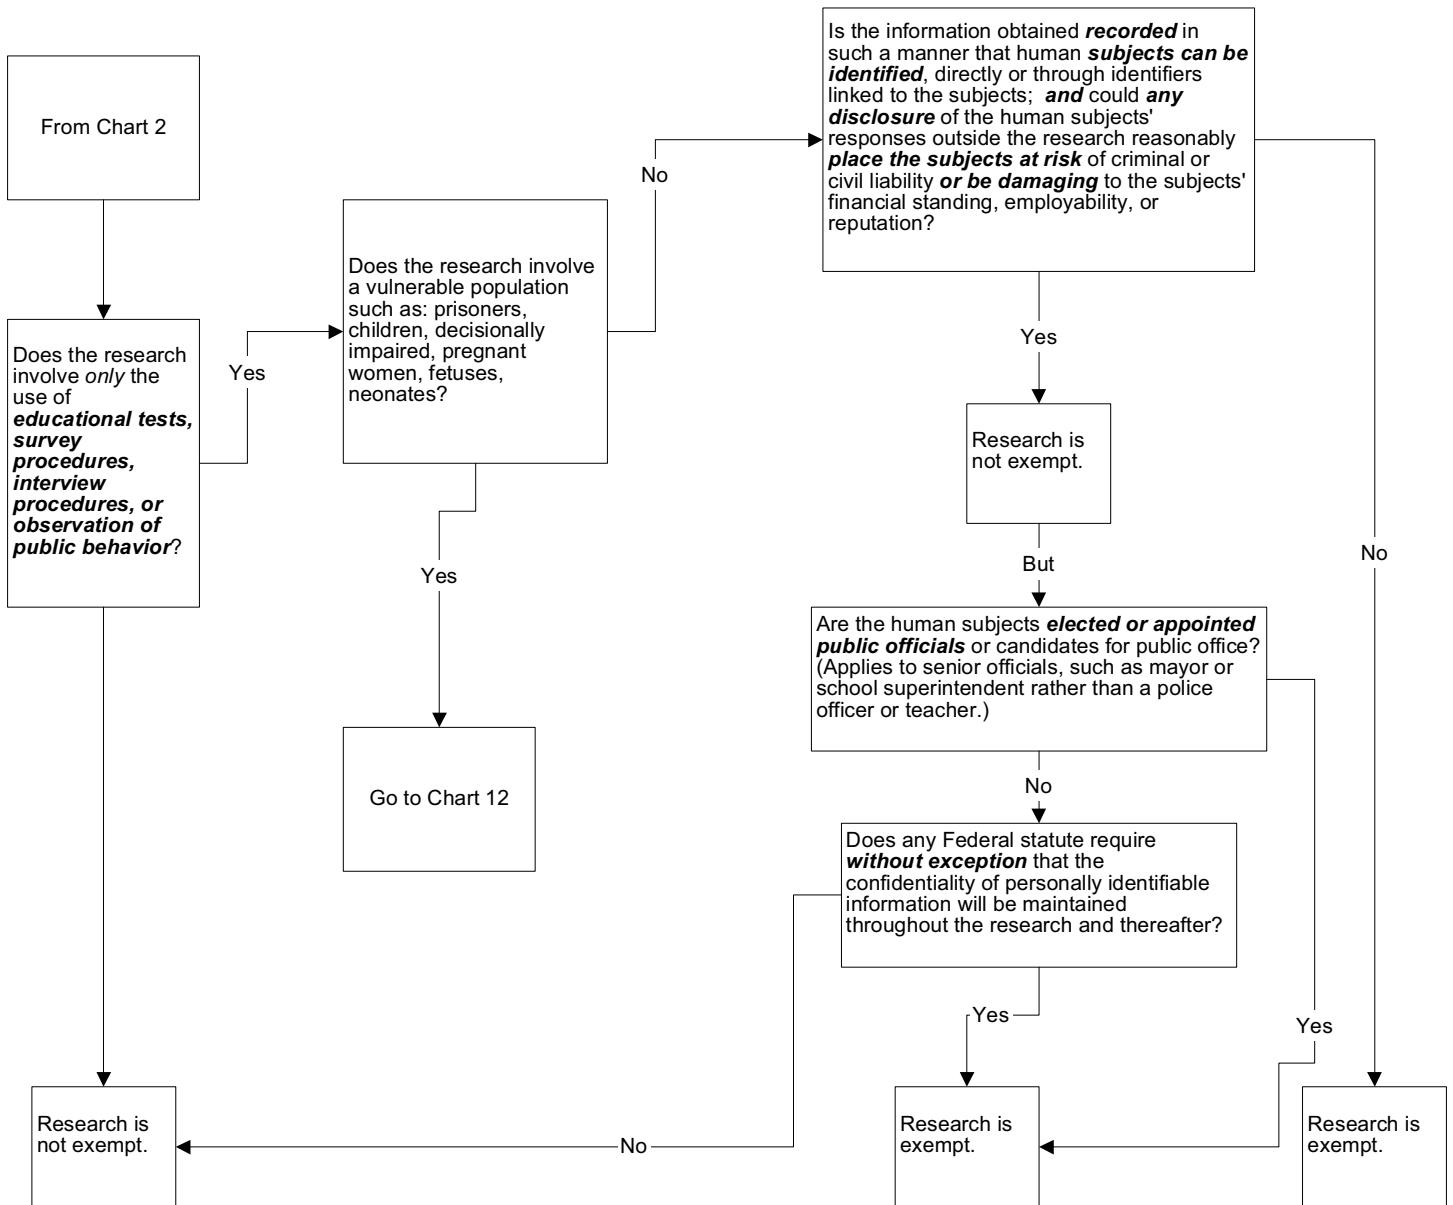 From Chart 2
Does the research
involve only the
use of
educational tests,
survey
procedures,
interview
procedures, or
observation of
public behavior?
Yes
Does the research involve
a vulnerable population
such as: prisoners,
children, decisionally
impaired, pregnant
women, fetuses,
neonates?
No
Yes
Go to Chart 12
Is the information obtained recorded in
such a manner that human subjects can be
identified, directly or through identifiers
linked to the subjects;  and could any
disclosure of the human subjects'
responses outside the research reasonably
place the subjects at risk of criminal or
civil liability or be damaging to the subjects'
financial standing, employability, or
reputation?
Yes
No
Research is
not exempt.
But
Are the human subjects elected or appointed
public officials or candidates for public office?
(Applies to senior officials, such as mayor or
school superintendent rather than a police
officer or teacher.)
No
Yes
Does any Federal statute require
without exception that the
confidentiality of personally identifiable
information will be maintained
throughout the research and thereafter?
Yes
No
Research is
not exempt.
Research is
exempt.
Research is
exempt.